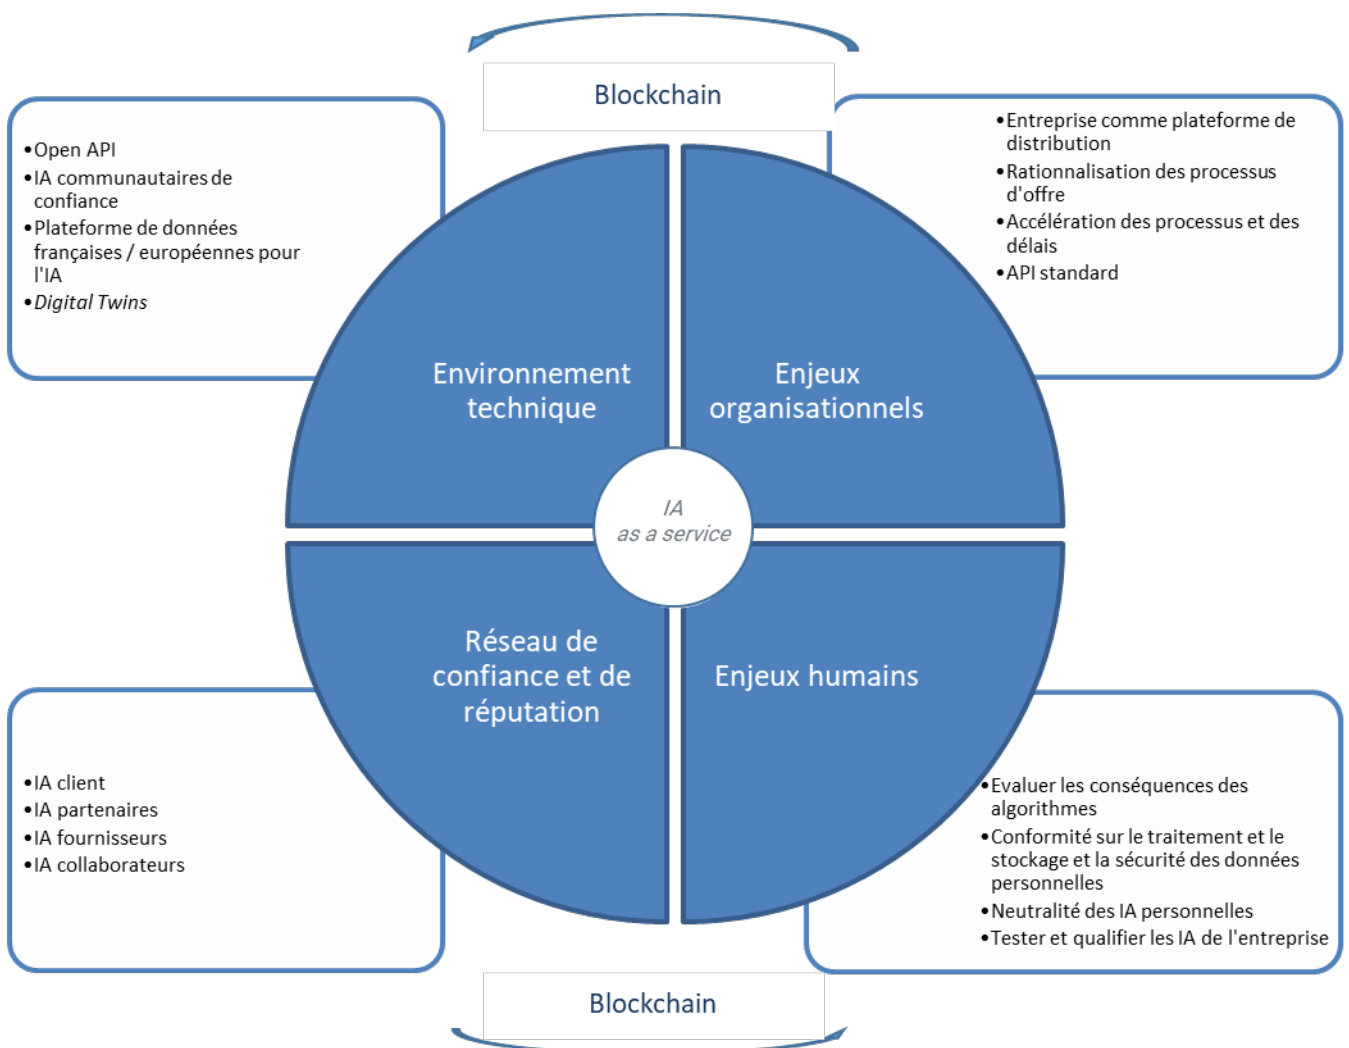 Blockchain
•Open API
•IA communautaires de
confiance
•Plateforme de données
françaises / européennes pour
l'IA
•Digital Twins
•Entreprise comme plateforme de
distribution
•Rationnalisation des processus
d'offre
•Accélération des processus et des
délais
•API standard
Environnement
technique
Enjeux
organisationnels
IA
as a service
Réseau de
confiance et de
réputation
Enjeux humains
•IA client
•IA partenaires
•IA fournisseurs
•IA collaborateurs
•Evaluer les conséquences des
algorithmes
•Conformité sur le traitement et le
stockage et la sécurité des données
personnelles
•Neutralité des IA personnelles
•Tester et qualifier les IA de l'entreprise
Blockchain